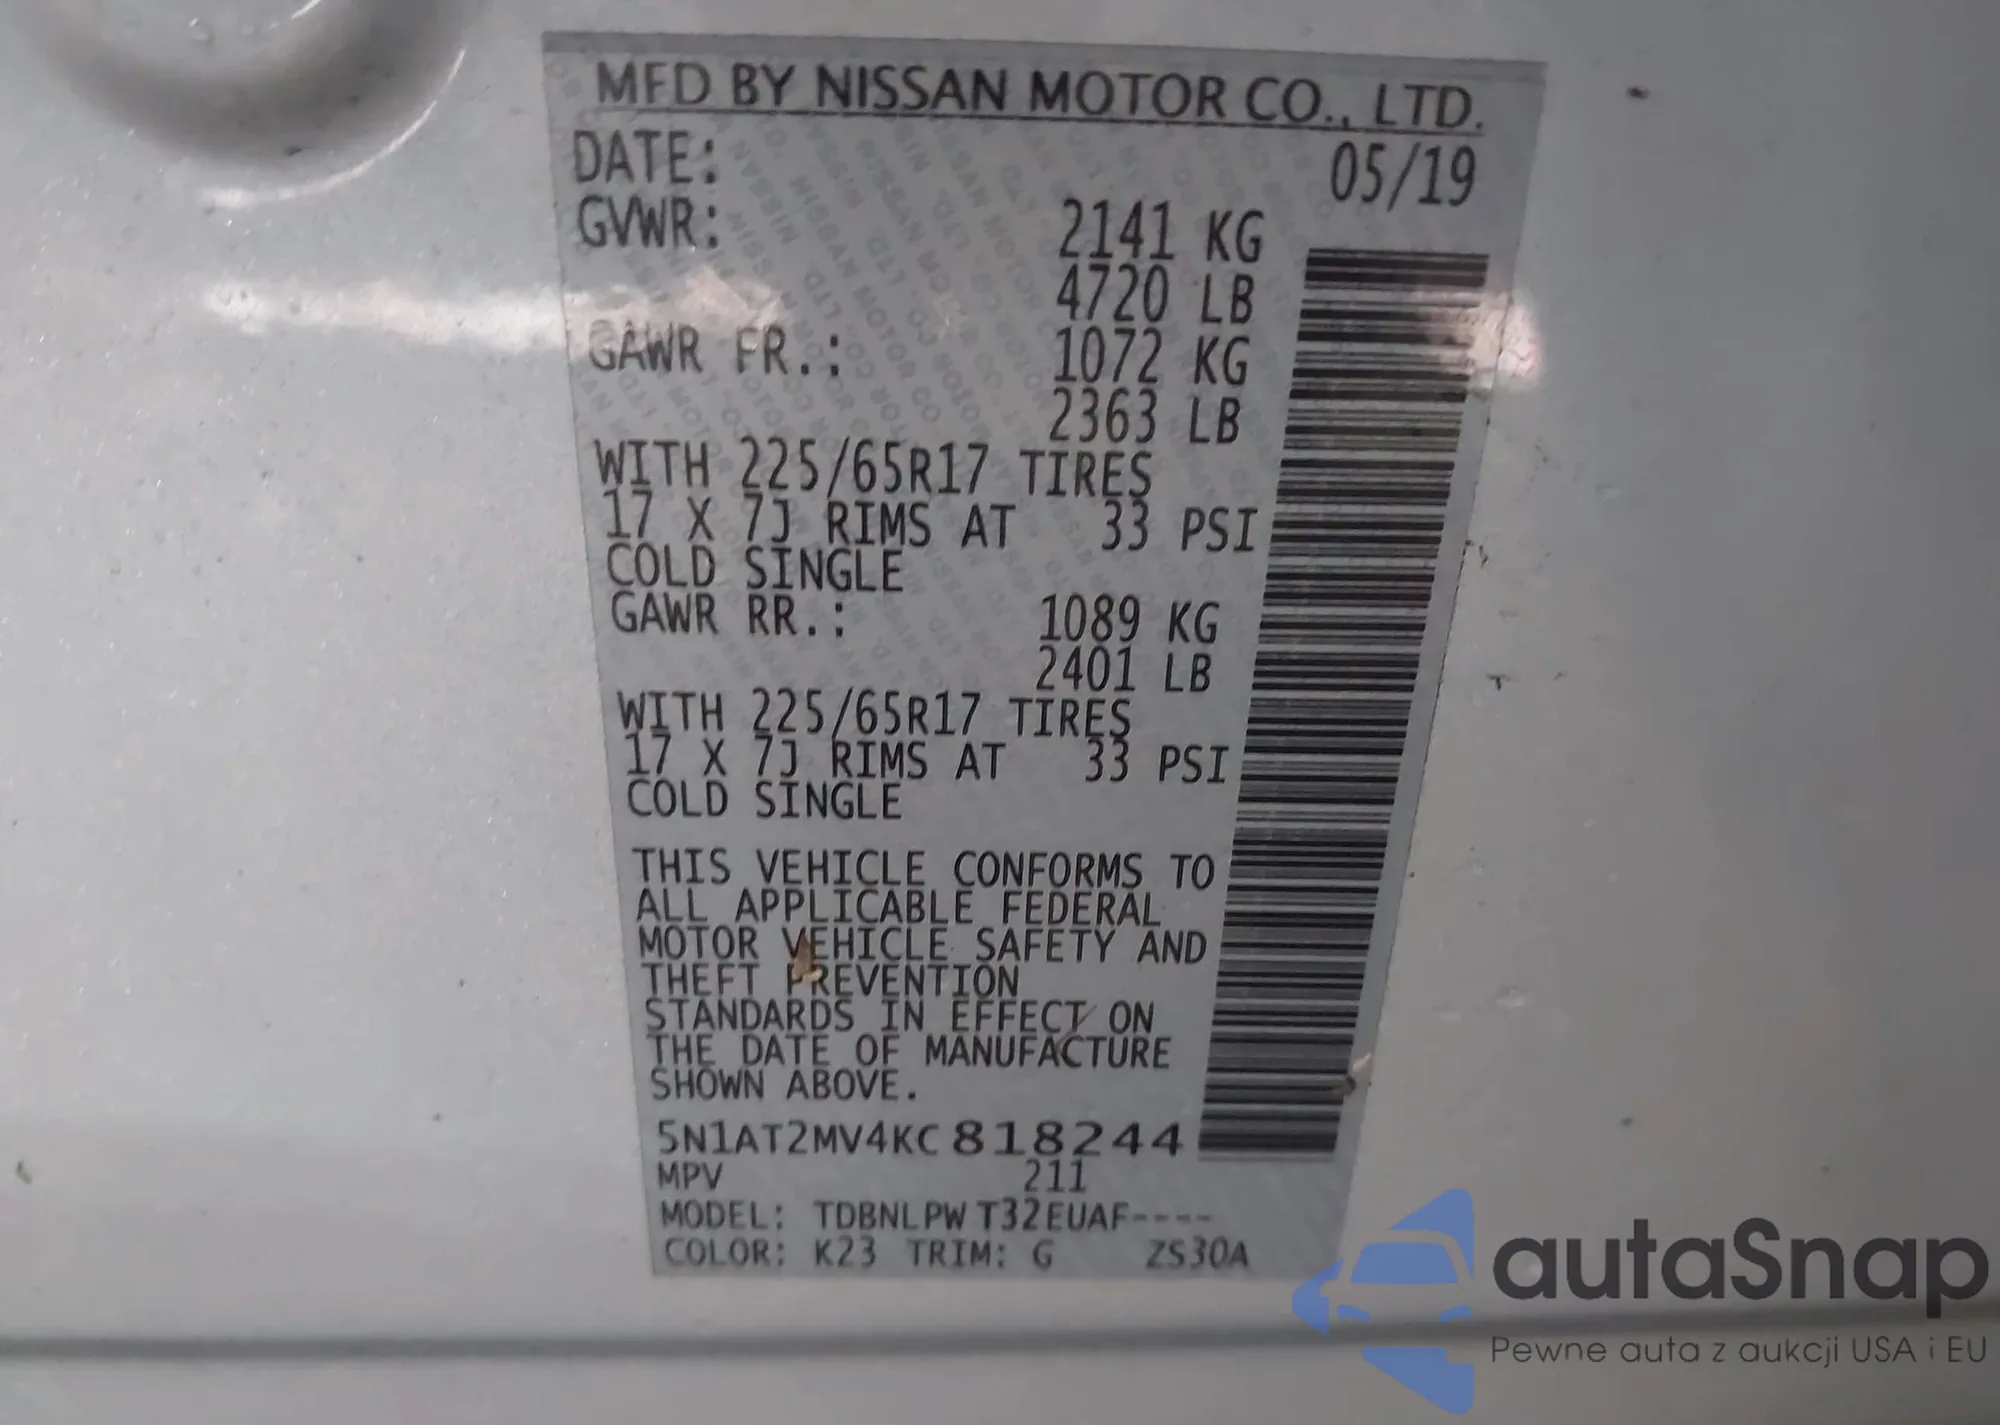 MFD BY NISSAN MOTOR CO., LTD.
DATE: 05/19
GVWR: 2141 KG
4720 LB
GAWR FR.: 1072 KG
2363 LB
WITH 225/65R17 TIRES
17 X 7J RIMS AT 33 PSI
COLD SINGLE
GAWR RR.: 1089 KG
2401 LB
WITH 225/65R17 TIRES
17 X 7J RIMS AT 33 PSI
COLD SINGLE
THIS VEHICLE CONFORMS TO
ALL APPLICABLE FEDERAL
MOTOR VEHICLE SAFETY AND
THEFT PREVENTION
STANDARDS IN EFFECT ON
THE DATE OF MANUFACTURE
SHOWN ABOVE.
5N1AT2MV4KC818244
MPV 211
MODEL: TDBNLPW T32EUAF----
COLOR: K23 TRIM: G ZS30A
autaSnap
Pewne auta z aukcji USA i EU